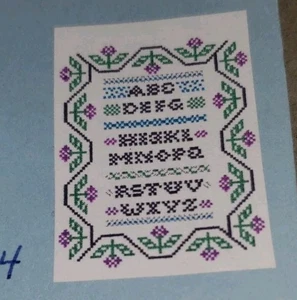 ABC
DEFG
HIJKL
MNOPQ
RSTUV
WXYZ
4